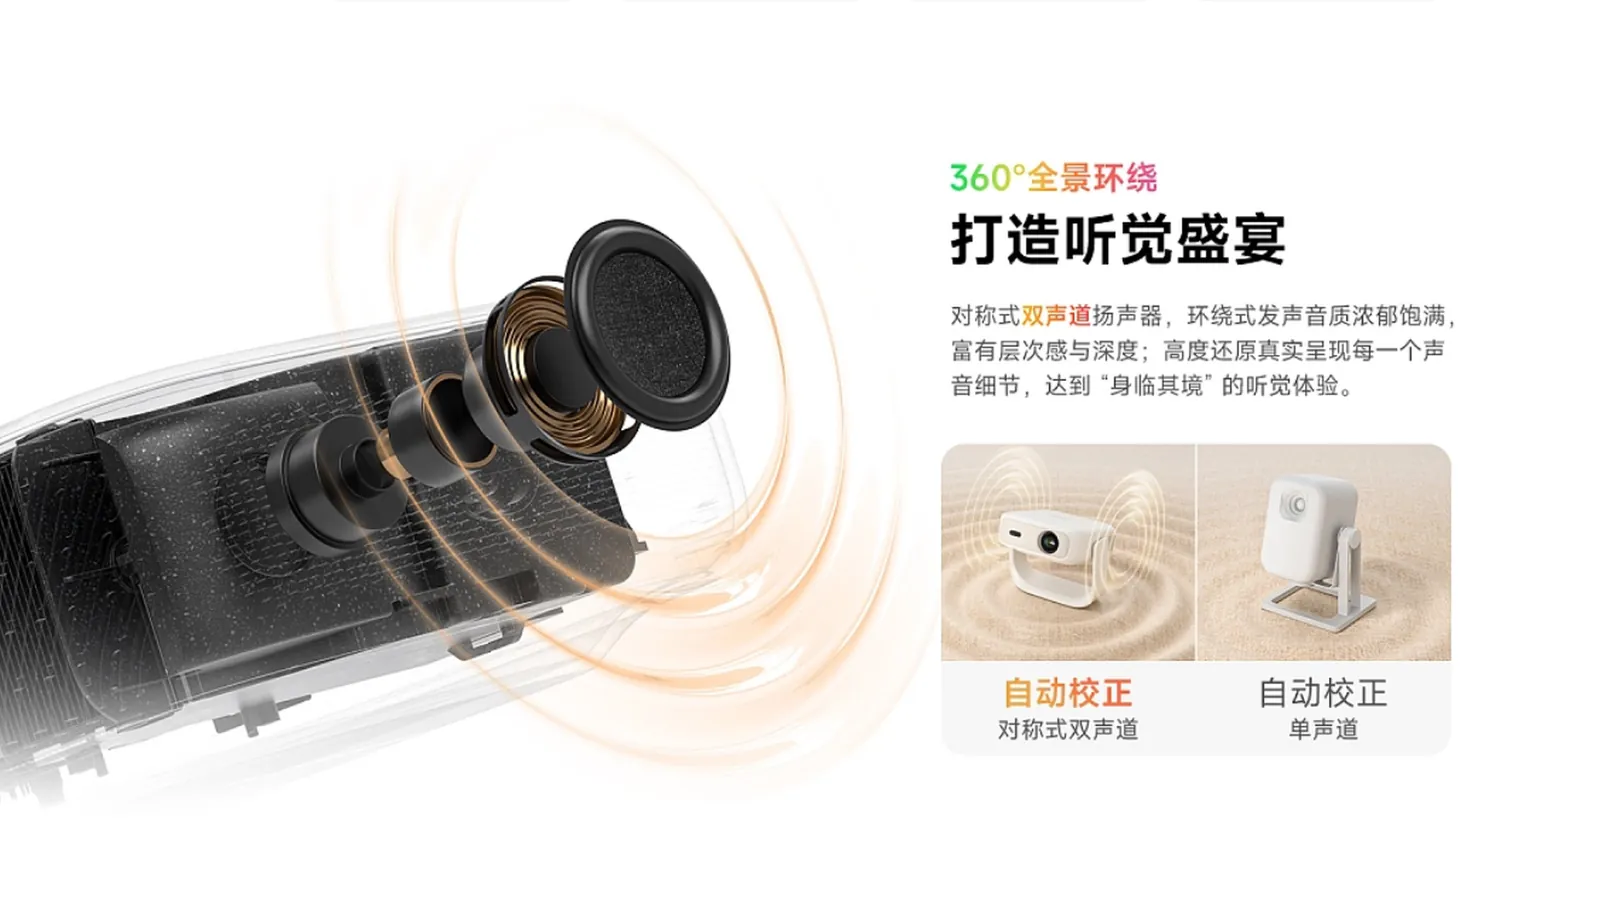 360°全景环绕
打造听觉盛宴
对称式双声道扬声器，环绕式发声音质浓郁饱满，
富有层次感与深度；高度还原真实呈现每一个声
音细节，达到“身临其境”的听觉体验。
自动校正
对称式双声道
自动校正
单声道